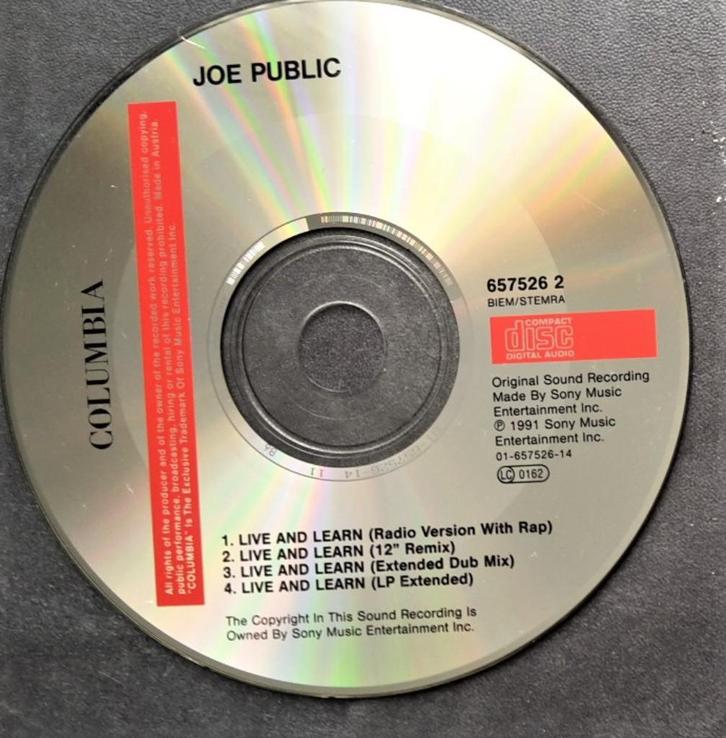 JOE PUBLIC
COLUMBIA
All rights of the producer and of the owner of the recorded work reserved. Unauthorised copying,
public performance, broadcasting, hiring or rental of this recording prohibited. Made in Austria.
"COLUMBIA" Is The Exclusive Trademark Of Sony Music Entertainment Inc.
657526 2
BIEM/STEMRA
COMPACT
disc
DIGITAL AUDIO
Original Sound Recording
Made By Sony Music
Entertainment Inc.
℗ 1991 Sony Music
Entertainment Inc.
01-657526-14
LC 0162
01-657526-14 11
1. LIVE AND LEARN (Radio Version With Rap)
2. LIVE AND LEARN (12" Remix)
3. LIVE AND LEARN (Extended Dub Mix)
4. LIVE AND LEARN (LP Extended)
The Copyright In This Sound Recording Is
Owned By Sony Music Entertainment Inc.